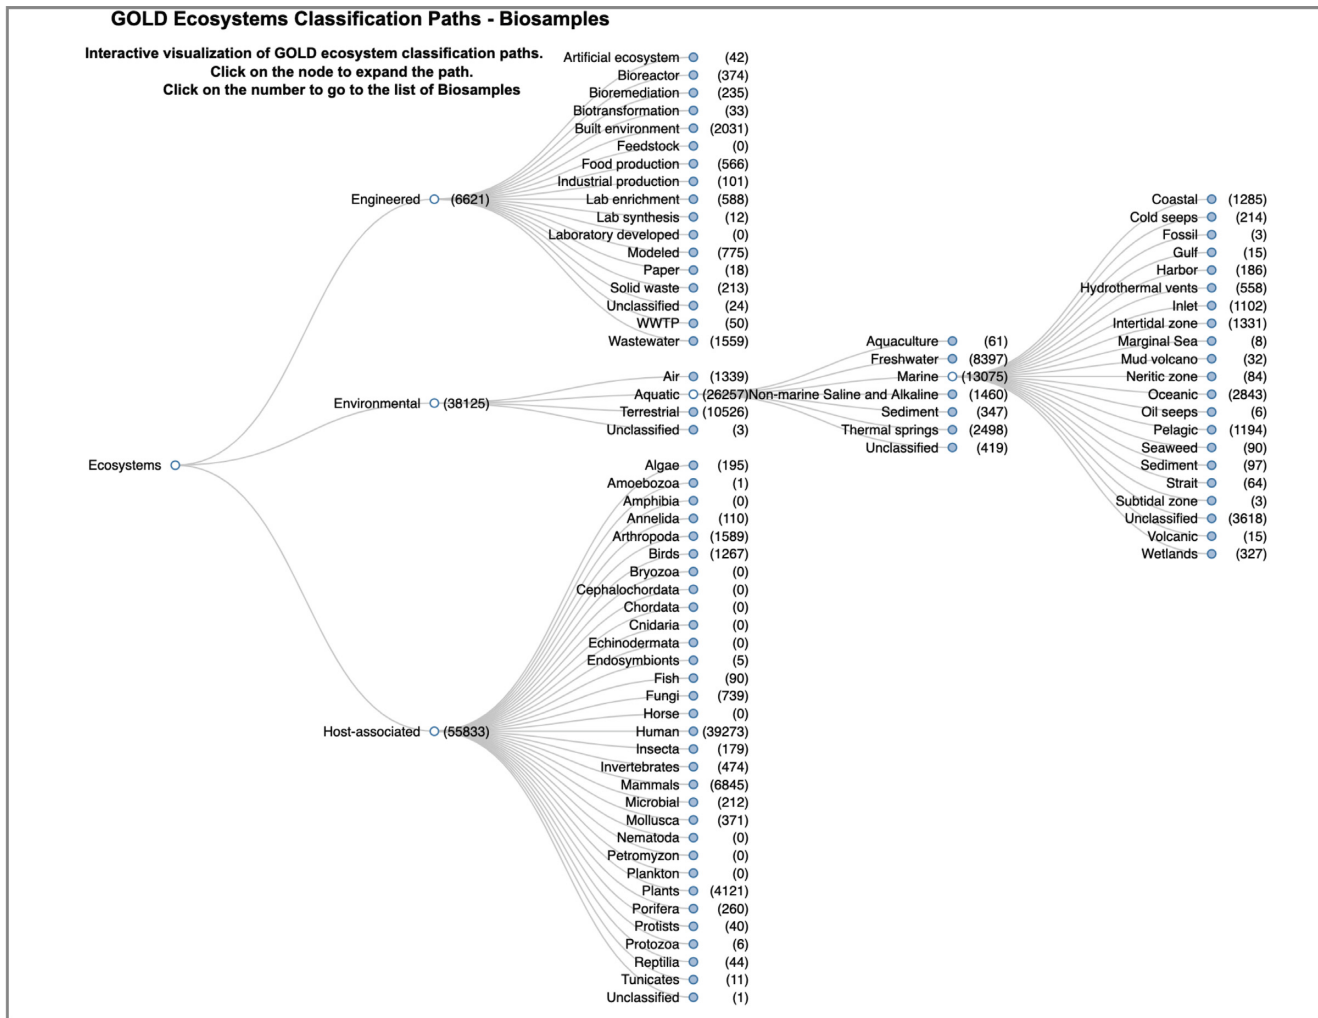 GOLD Ecosystems Classification Paths - Biosamples
Interactive visualization of GOLD ecosystem classification paths.
Click on the node to expand the path.
Click on the number to go to the list of Biosamples
Ecosystems
Engineered (6621)
Artificial ecosystem (42)
Bioreactor (374)
Bioremediation (235)
Biotransformation (33)
Built environment (2031)
Feedstock (0)
Food production (566)
Industrial production (101)
Lab enrichment (588)
Lab synthesis (12)
Laboratory developed (0)
Modeled (775)
Paper (18)
Solid waste (213)
Unclassified (24)
WWTP (50)
Wastewater (1559)
Environmental (38125)
Air (1339)
Aquatic (26257)
Terrestrial (10526)
Unclassified (3)
Aquaculture (61)
Freshwater (8397)
Marine (13075)
Non-marine Saline and Alkaline (1460)
Sediment (347)
Thermal springs (2498)
Unclassified (419)
Coastal (1285)
Cold seeps (214)
Fossil (3)
Gulf (15)
Harbor (186)
Hydrothermal vents (558)
Inlet (1102)
Intertidal zone (1331)
Marginal Sea (8)
Mud volcano (32)
Neritic zone (84)
Oceanic (2843)
Oil seeps (6)
Pelagic (1194)
Seaweed (90)
Sediment (97)
Strait (64)
Subtidal zone (3)
Unclassified (3618)
Volcanic (15)
Wetlands (327)
Host-associated (55833)
Algae (195)
Amoebozoa (1)
Amphibia (0)
Annelida (110)
Arthropoda (1589)
Birds (1267)
Bryozoa (0)
Cephalochordata (0)
Chordata (0)
Cnidaria (0)
Echinodermata (0)
Endosymbionts (5)
Fish (90)
Fungi (739)
Horse (0)
Human (39273)
Insecta (179)
Invertebrates (474)
Mammals (6845)
Microbial (212)
Mollusca (371)
Nematoda (0)
Petromyzon (0)
Plankton (0)
Plants (4121)
Porifera (260)
Protists (40)
Protozoa (6)
Reptilia (44)
Tunicates (11)
Unclassified (1)